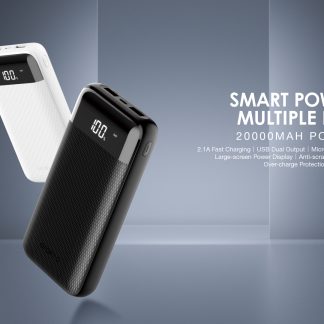 100%
100%
SMART POW
MULTIPLE
20000MAH PO
2.1A Fast Charging | USB Dual Output | Micro
Large-screen Power Display | Anti-scra
Over-charge Protection